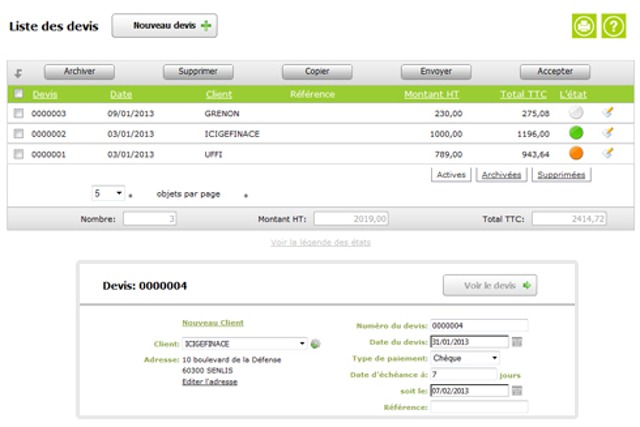 Liste des devis Nouveau devis
?
Archiver Supprimer Copier Envoyer Accepter
Devis Date Client Référence Montant HT Total TTC L'état
0000003 09/01/2013 GRENON 230,00 275,08
0000002 03/01/2013 ICIGEFINACE 1000,00 1196,00
0000001 03/01/2013 UFFI 789,00 943,64
Actives Archivées Supprimées
5 objets par page
Nombre: 3 Montant HT: 2019,00 Total TTC: 2414,72
Voir la légende des états
Devis: 0000004 Voir le devis
Nouveau Client
Client: ICIGEFINACE
Adresse: 10 boulevard de la Défense
60300 SENLIS
Editer l'adresse
Numéro du devis: 0000004
Date du devis: 31/01/2013
Type de paiement: Chèque
Date d'échéance à: 7 jours
soit le: 07/02/2013
Référence: